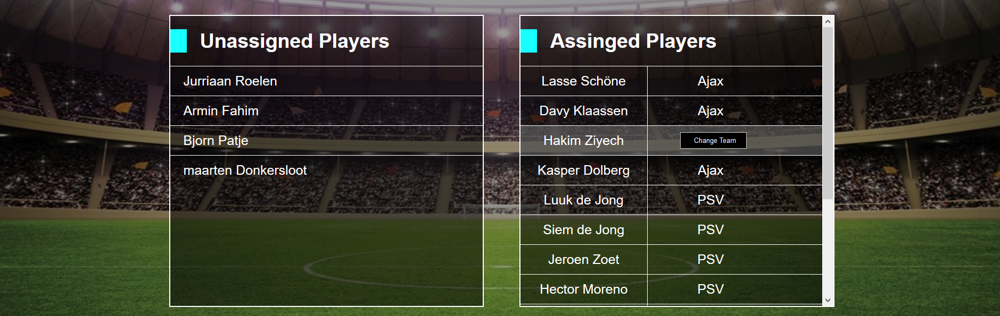 Unassigned Players
Jurriaan Roelen
Armin Fahim
Bjorn Patje
maarten Donkersloot
Assinged Players
Lasse Schöne Ajax
Davy Klaassen Ajax
Hakim Ziyech Change Team
Kasper Dolberg Ajax
Luuk de Jong PSV
Siem de Jong PSV
Jeroen Zoet PSV
Hector Moreno PSV